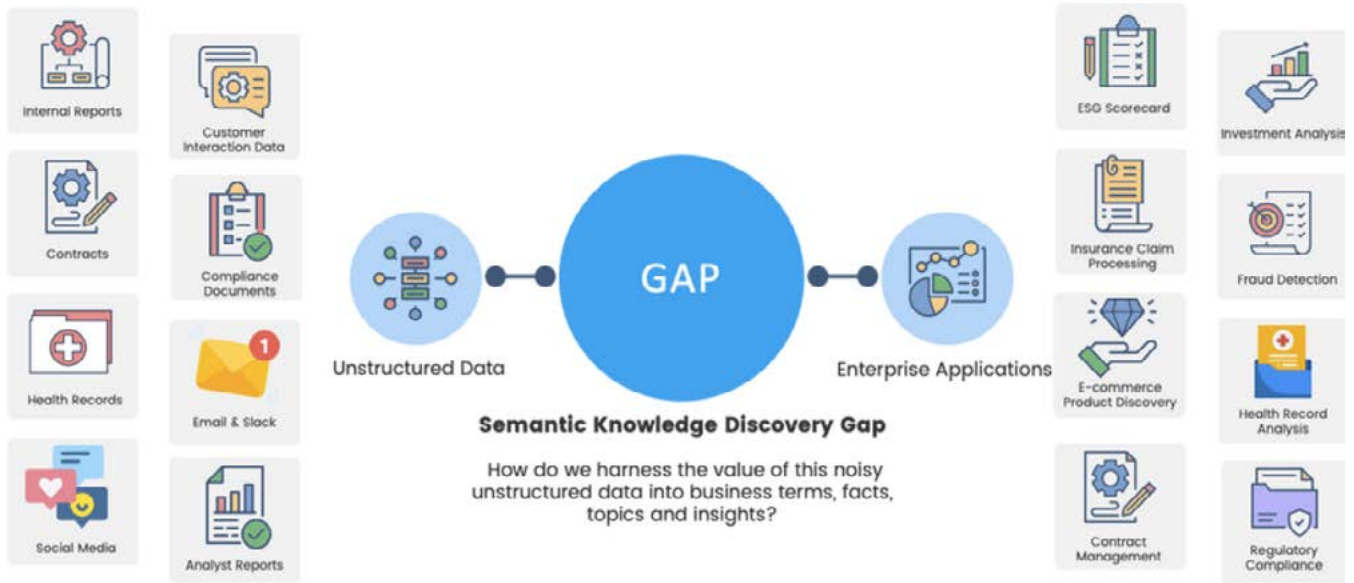 Internal Reports
Customer
Interaction Data
Contracts
Compliance
Documents
Health Records
1
Email & Slack
Social Media
Analyst Reports
Unstructured Data
GAP
Enterprise Applications
Semantic Knowledge Discovery Gap
How do we harness the value of this noisy
unstructured data into business terms, facts,
topics and insights?
ESG Scorecard
Investment Analysis
Insurance Claim
Processing
Fraud Detection
E-commerce
Product Discovery
Health Record
Analysis
Contract
Management
Regulatory
Compliance